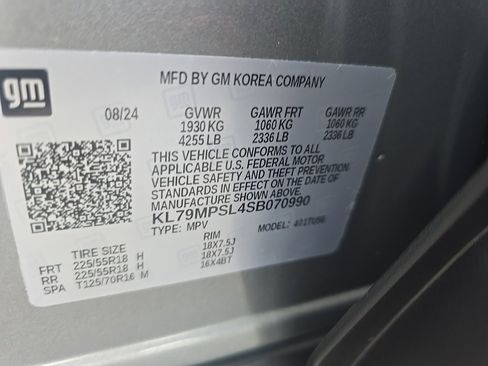 gm
MFD BY GM KOREA COMPANY
08/24 GVWR GAWR FRT GAWR RR
1930 KG 1060 KG 1060 KG
4255 LB 2336 LB 2336 LB
THIS VEHICLE CONFORMS TO ALL
APPLICABLE U.S. FEDERAL MOTOR
VEHICLE SAFETY AND THEFT PREVENTION
STANDARDS IN EFFECT ON THE DATE OF
MANUFACTURE SHOWN ABOVE.
KL79MPSL4SB070990
TYPE: MPV MODEL: 401TU56
TIRE SIZE RIM
FRT 225/55R18 H 18X7.5J
RR 225/55R18 H 18X7.5J
SPA T125/70R16 M 16X4BT